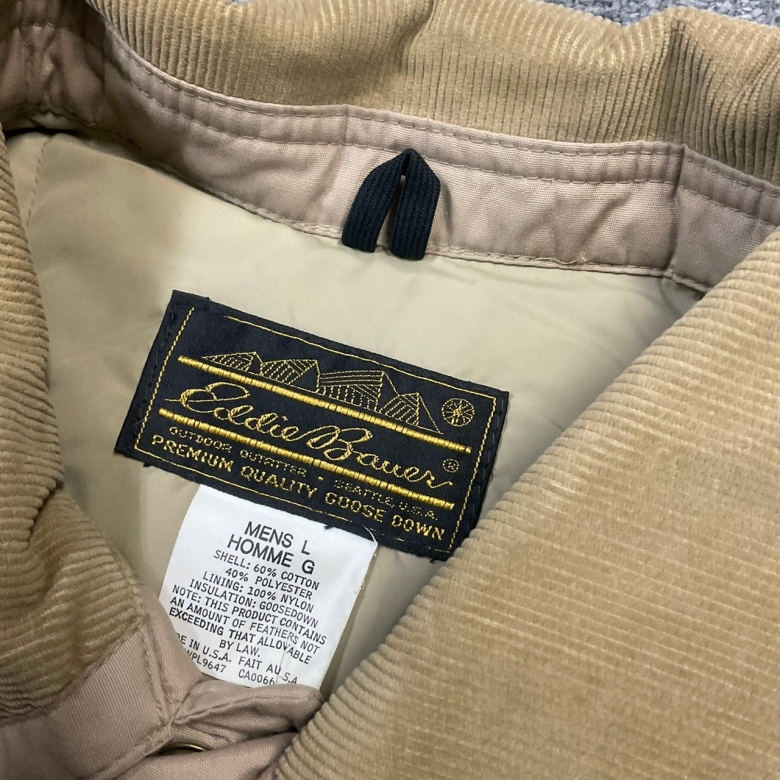 Eddie Bauer®
OUTDOOR OUTFITTER · SEATTLE, U.S.A.
PREMIUM QUALITY GOOSE DOWN
MENS L
HOMME G
SHELL: 60% COTTON
40% POLYESTER
LINING: 100% NYLON
INSULATION: GOOSEDOWN
NOTE: THIS PRODUCT CONTAINS
AN AMOUNT OF FEATHERS NOT
EXCEEDING THAT ALLOWABLE
BY LAW.
DE IN U.S.A. FAIT AU
WPL9647 CA0066